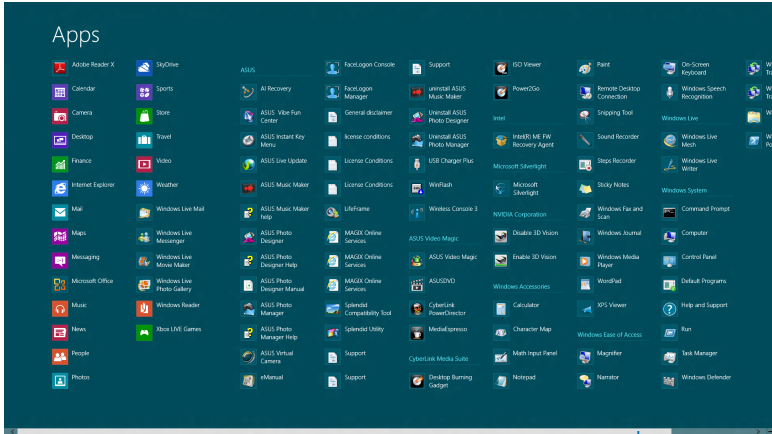 Apps
Adobe Reader X
Calendar
Camera
Desktop
Finance
Internet Explorer
Mail
Maps
Messaging
Microsoft Office
Music
News
People
Photos
SkyDrive
Sports
Store
Travel
Video
Weather
Windows Live Mail
Windows Live
Messenger
Windows Live
Movie Maker
Windows Live
Photo Gallery
Windows Reader
Xbox LIVE Games
ASUS
AI Recovery
ASUS Vibe Fun
Center
ASUS Instant Key
Menu
ASUS Live Update
ASUS Music Maker
ASUS Music Maker
help
ASUS Photo
Designer
ASUS Photo
Designer Help
ASUS Photo
Designer Manual
ASUS Photo
Manager
ASUS Photo
Manager Help
ASUS Virtual
Camera
eManual
FaceLogon Console
FaceLogon
Manager
General disclaimer
license conditions
License Conditions
License Conditions
LifeFrame
MAGIX Online
Services
MAGIX Online
Services
MAGIX Online
Services
Splendid
Compatibility Tool
Splendid Utility
Support
Support
Support
uninstall ASUS
Music Maker
Uninstall ASUS
Photo Designer
Uninstall ASUS
Photo Manager
USB Charger Plus
WinFlash
Wireless Console 3
ASUS Video Magic
ASUS Video Magic
ASUSDVD
CyberLink
PowerDirector
MediaEspresso
CyberLink Media Suite
Desktop Burning
Gadget
ISO Viewer
Power2Go
Intel
Intel(R) ME FW
Recovery Agent
Microsoft Silverlight
Microsoft
Silverlight
NVIDIA Corporation
Disable 3D Vision
Enable 3D Vision
Windows Accessories
Calculator
Character Map
Math Input Panel
Notepad
Paint
Remote Desktop
Connection
Snipping Tool
Sound Recorder
Steps Recorder
Sticky Notes
Windows Fax and
Scan
Windows Journal
Windows Media
Player
WordPad
XPS Viewer
Windows Ease of Access
Magnifier
Narrator
On-Screen
Keyboard
Windows Speech
Recognition
Windows Live
Windows Live
Mesh
Windows Live
Writer
Windows System
Command Prompt
Computer
Control Panel
Default Programs
Help and Support
Run
Task Manager
Windows Defender